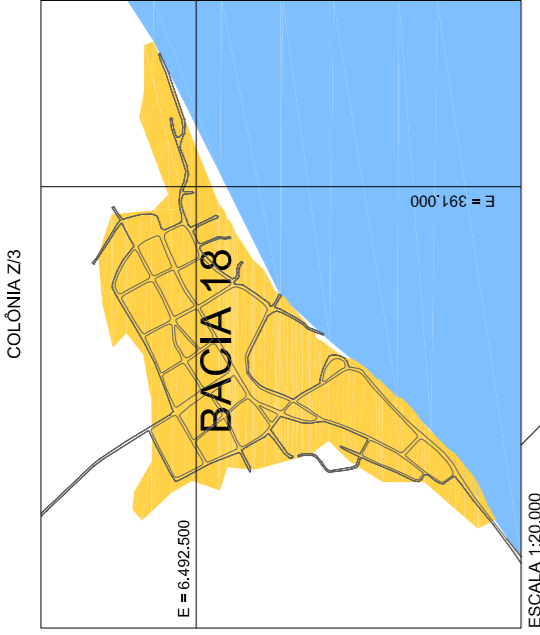 COLÔNIA Z/3
E = 6.492.500
BACIA 18
E = 391.000
ESCALA 1:20.000